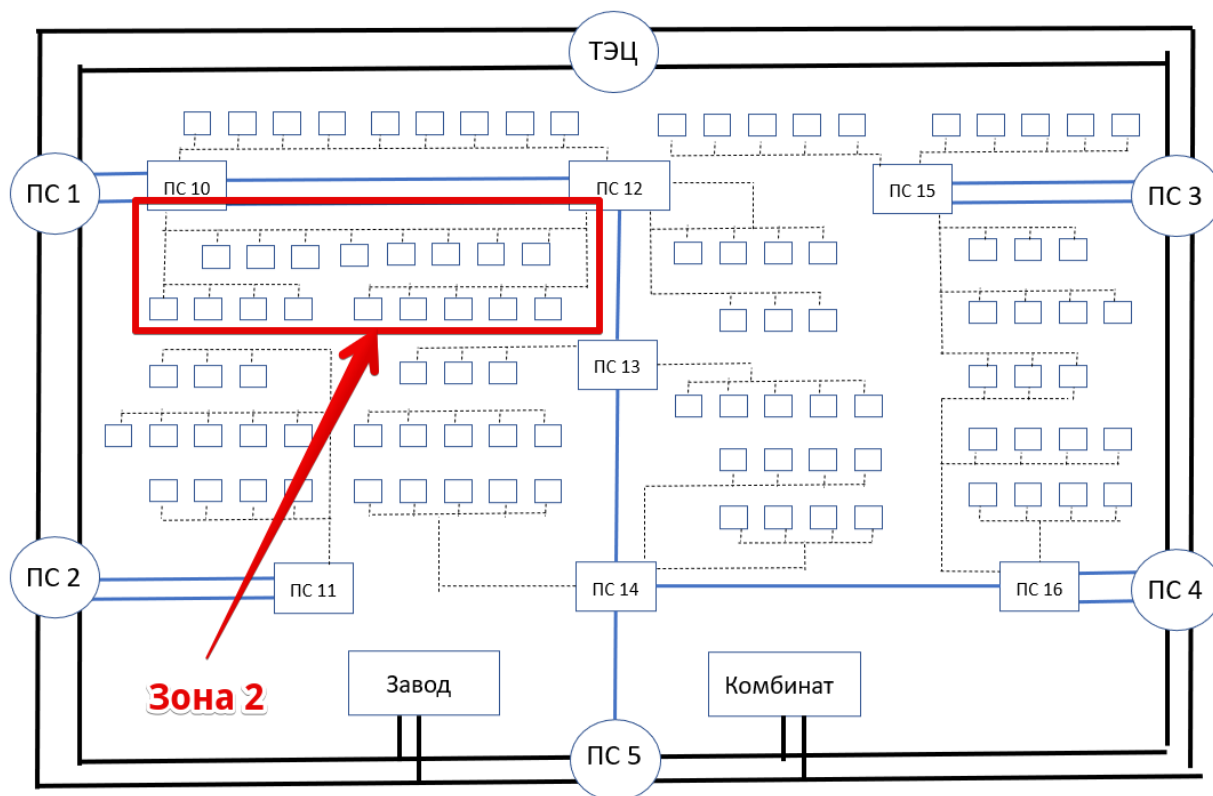 ТЭЦ
ПС 1
ПС 10
ПС 12
ПС 15
ПС 3
ПС 13
ПС 2
ПС 11
ПС 14
ПС 16
ПС 4
Зона 2
Завод
Комбинат
ПС 5